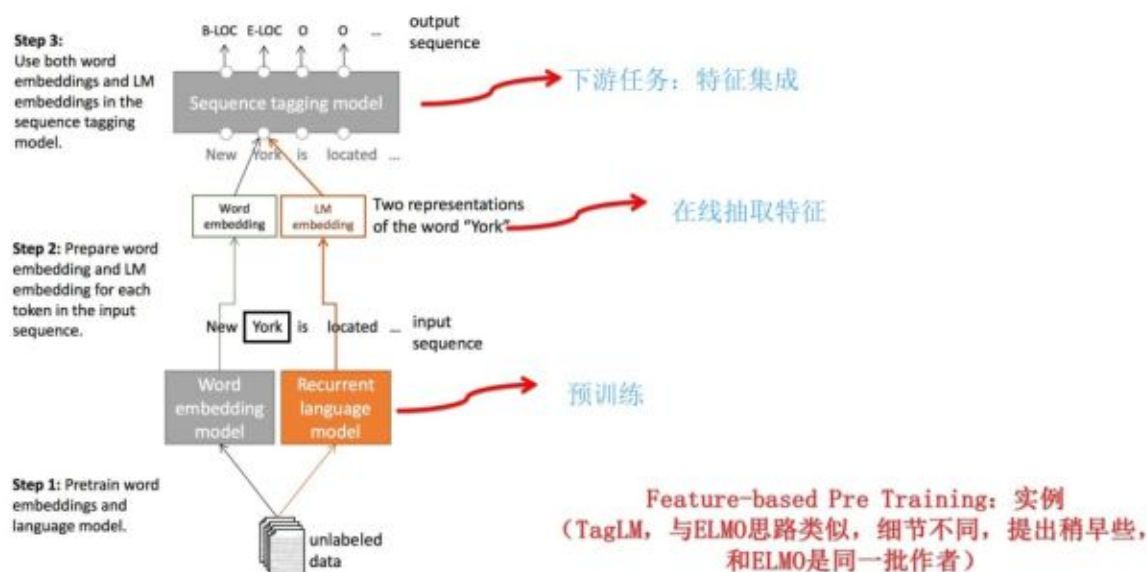 B-LOC E-LOC O O ... output
sequence
Step 3:
Use both word
embeddings and LM
embeddings in the
sequence tagging
model.
Sequence tagging model
下游任务：特征集成
New York is located ...
Word
embedding
LM
embedding
Two representations
of the word “York”
在线抽取特征
Step 2: Prepare word
embedding and LM
embedding for each
token in the input
sequence.
New York is located ... input
sequence
Word
embedding
model
Recurrent
language
model
预训练
Step 1: Pretrain word
embeddings and
language model.
unlabeled
data
Feature-based Pre Training：实例
（TagLM，与ELMO思路类似，细节不同，提出稍早些，
和ELMO是同一批作者）